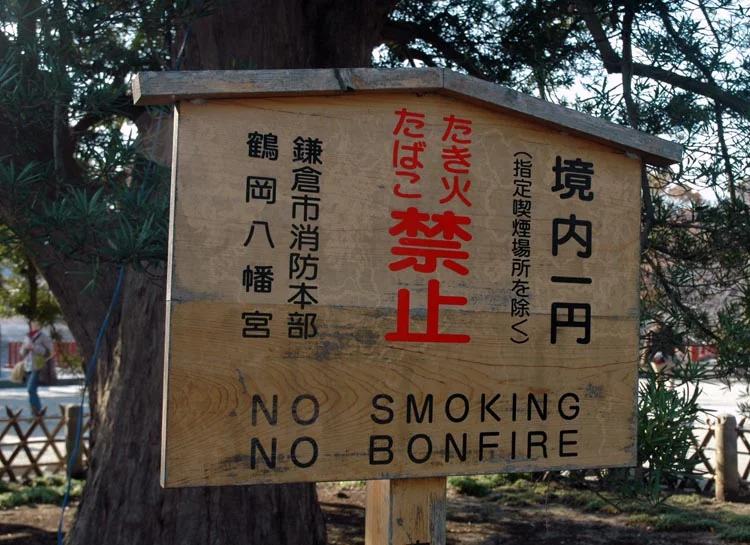 境内一円
(指定喫煙場所を除く)
たき火
たばこ
禁止
鎌倉市消防本部
鶴岡八幡宮
NO SMOKING
NO BONFIRE